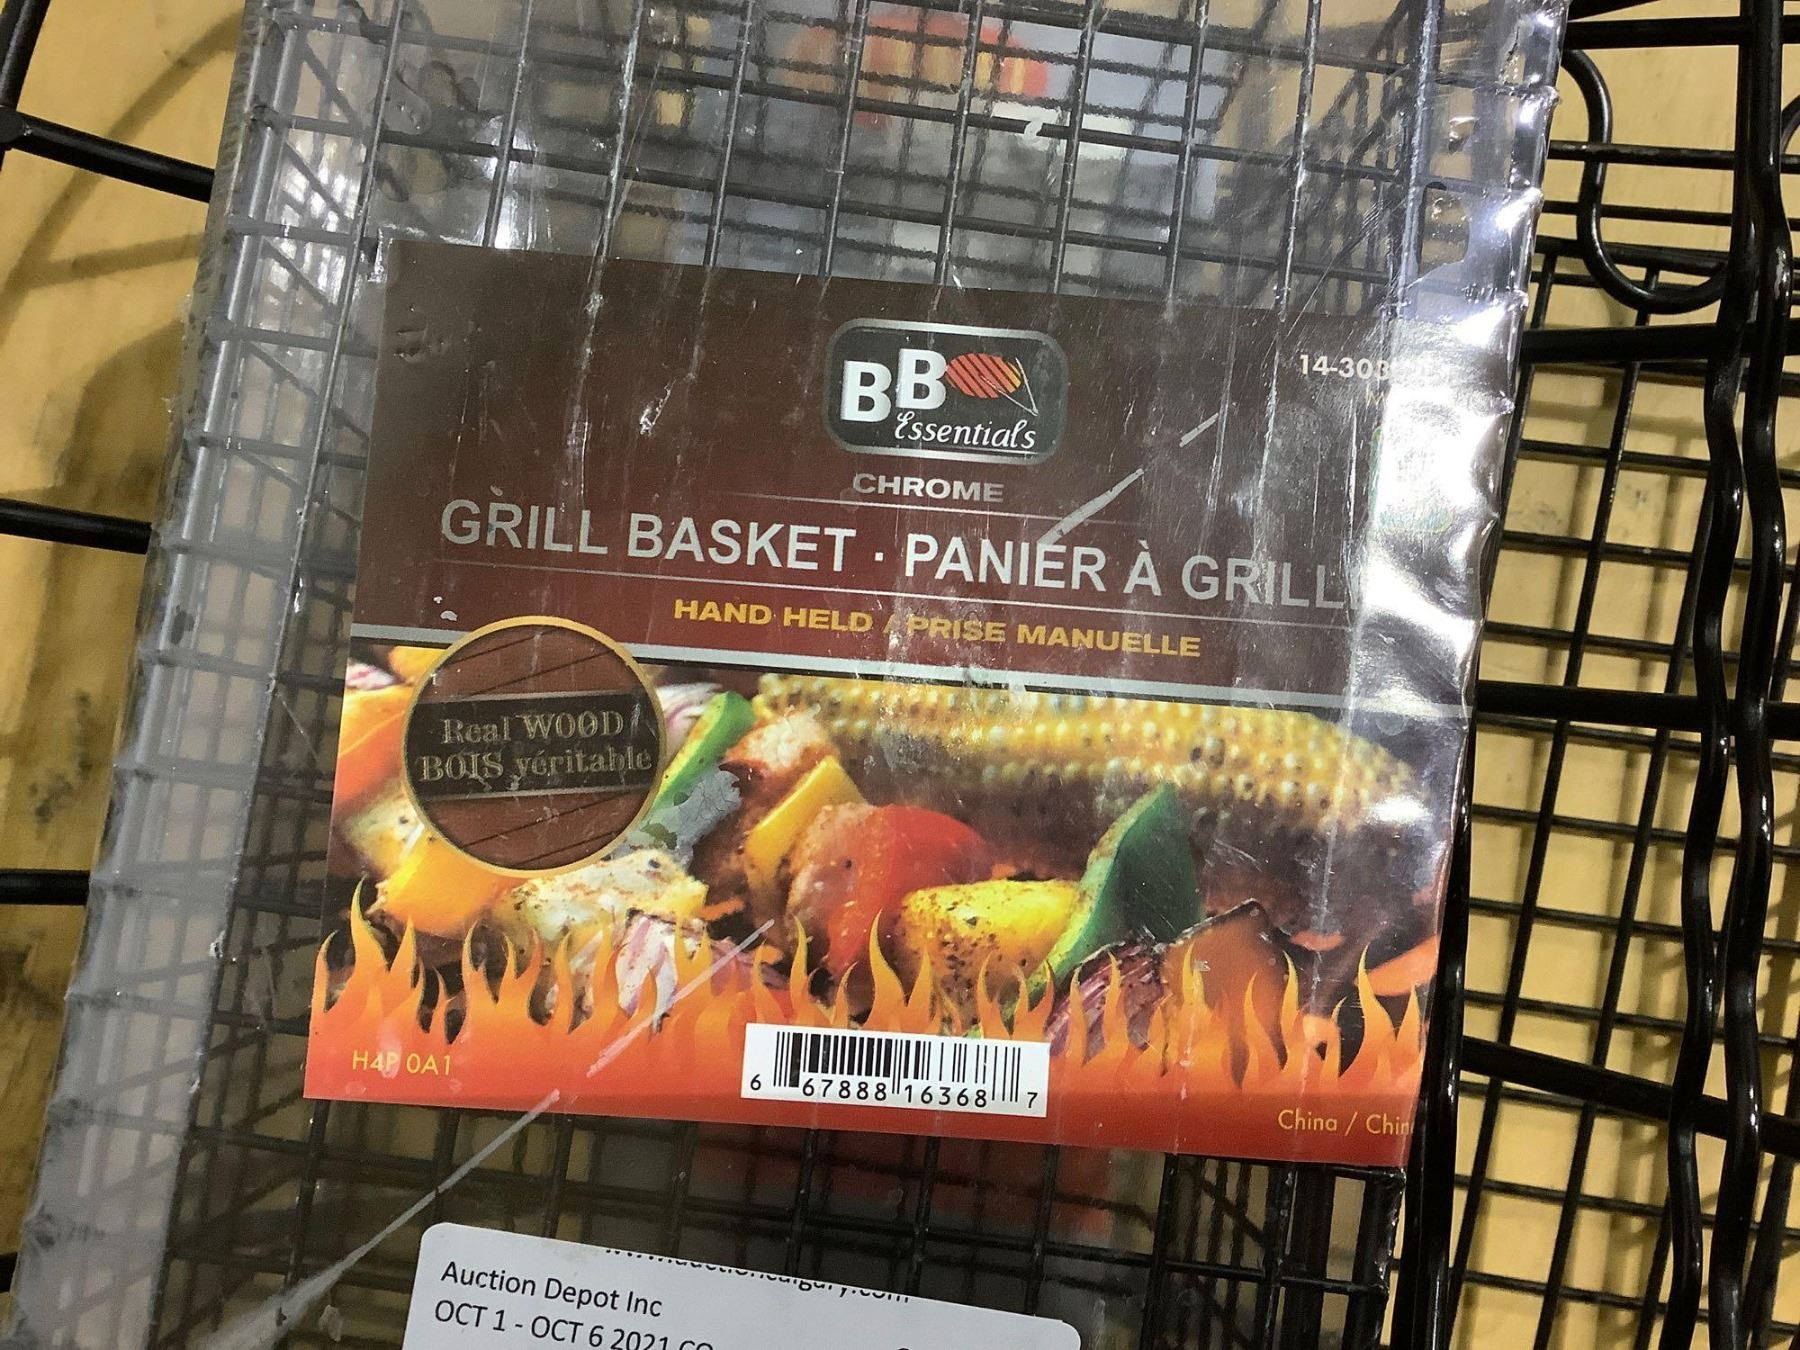 BB
Essentials
14-303
CHROME
GRILL BASKET · PANIER À GRILL
HAND HELD / PRISE MANUELLE
Real WOOD
BOIS véritable
H4P 0A1
6 67888 16368 7
China / Chin
Auction Depot Inc
OCT 1 - OCT 6 2021